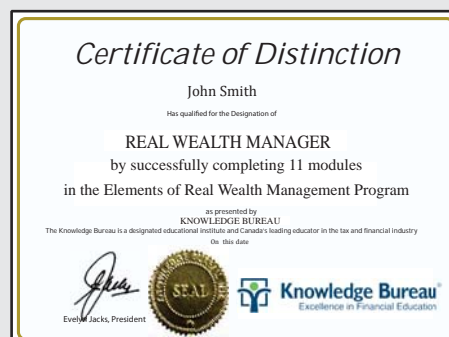 Certificate of Distinction
John Smith
Has qualified for the Designation of
REAL WEALTH MANAGER
by successfully completing 11 modules
in the Elements of Real Wealth Management Program
as presented by
KNOWLEDGE BUREAU
The Knowledge Bureau is a designated educational institute and Canada's leading educator in the tax and financial industry
On this date
SEAL
Knowledge Bureau
Excellence in Financial Education
Evelyn Jacks, President